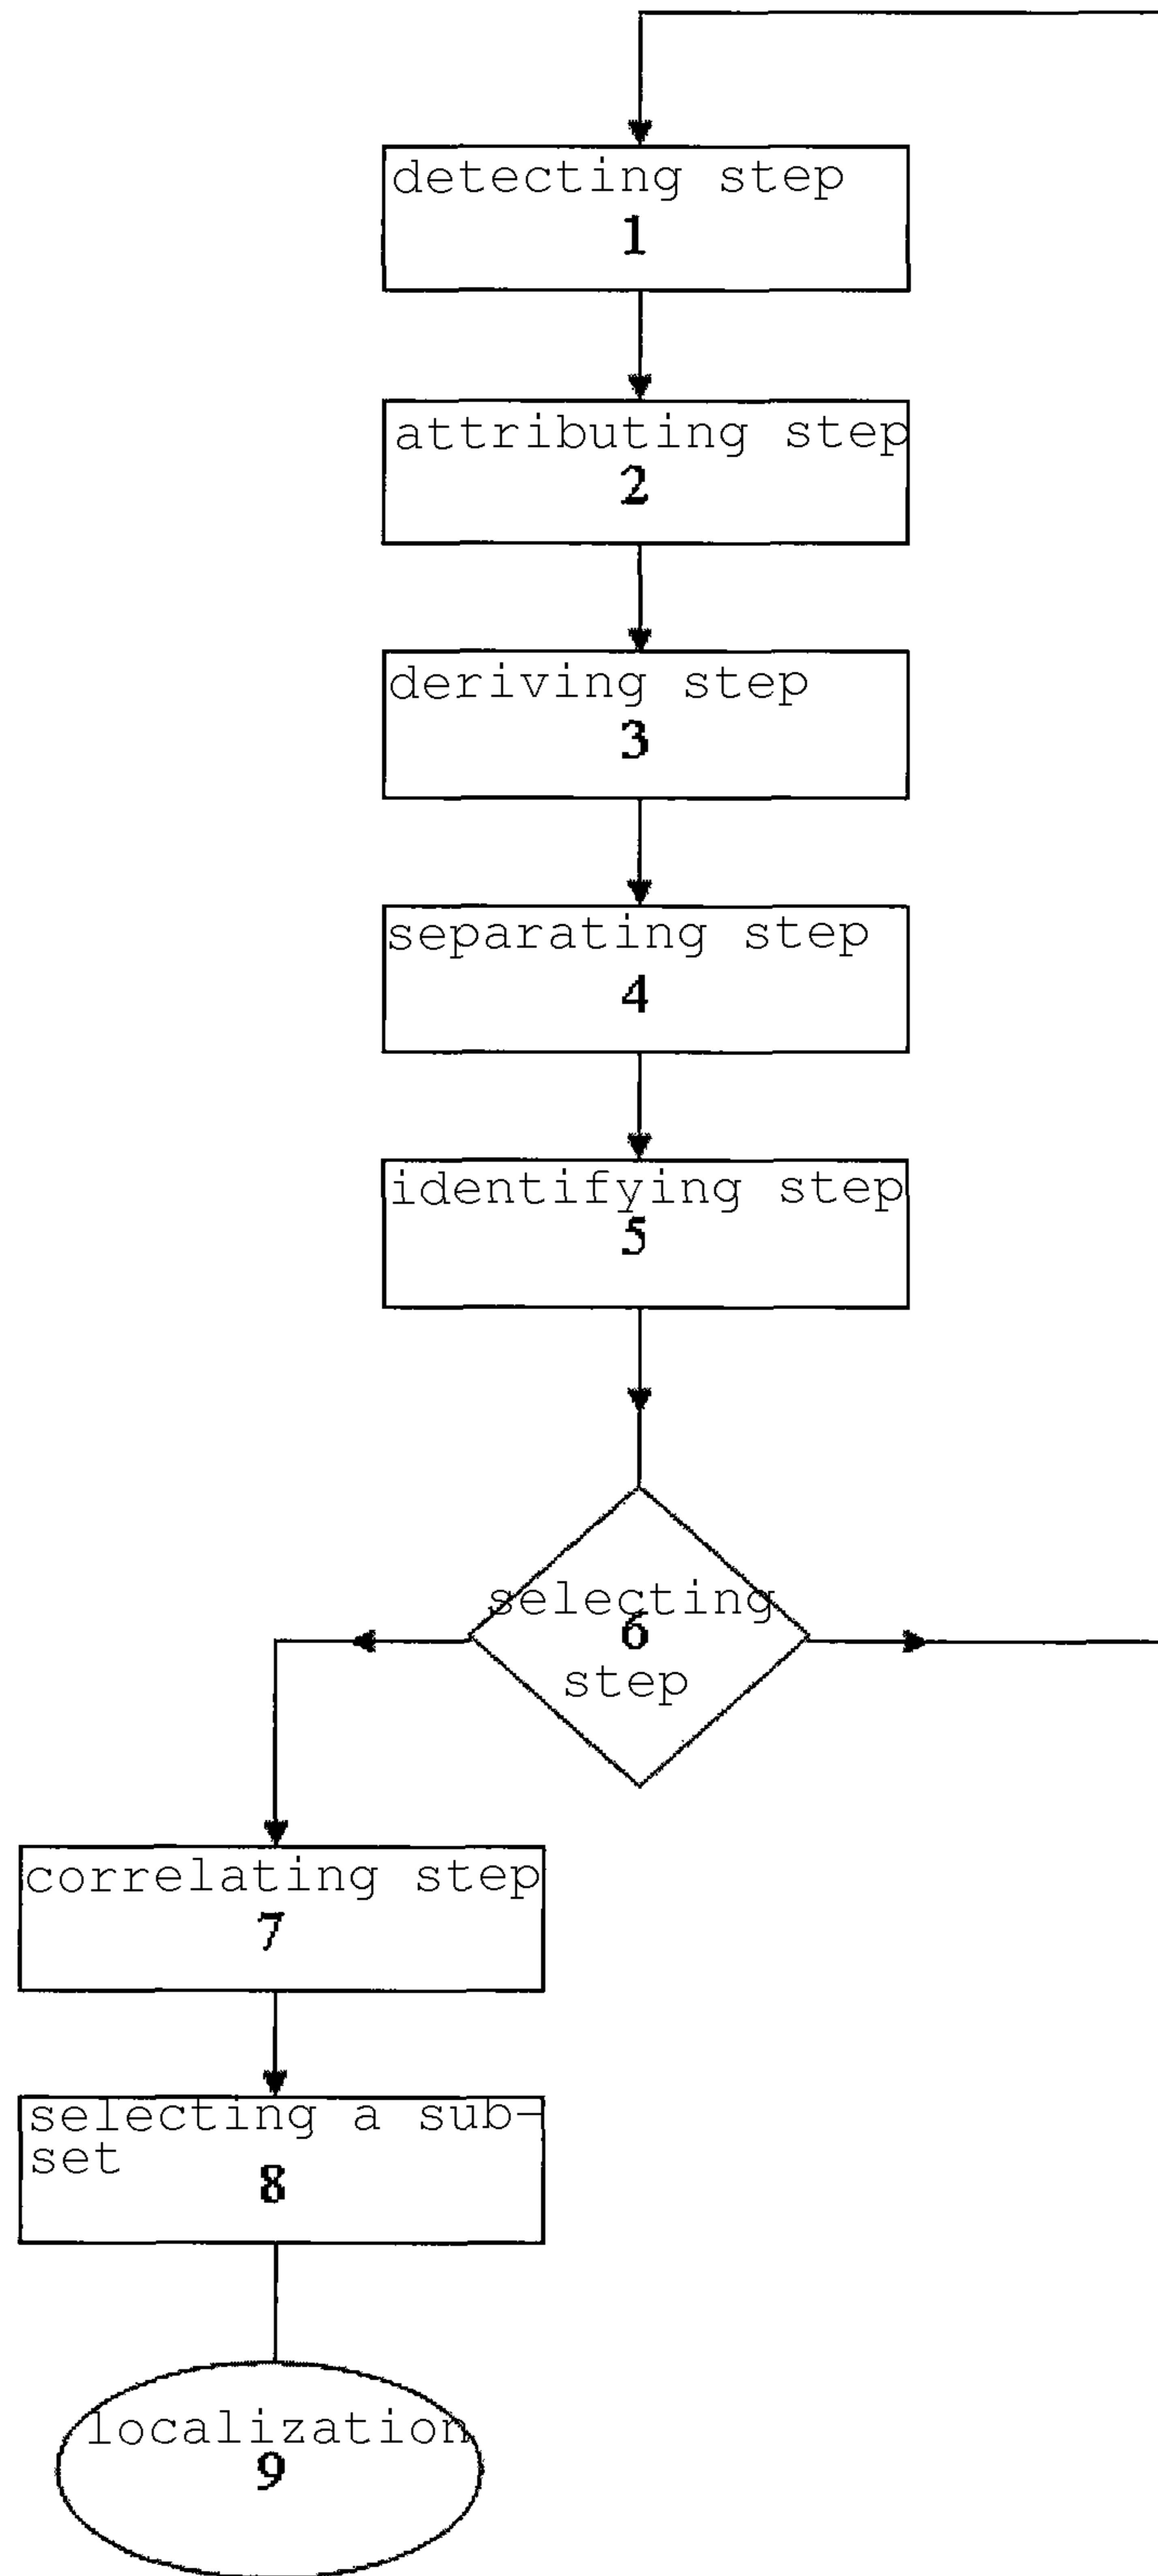 detecting step
1
attributing step
2
deriving step
3
separating step
4
identifying step
5
selecting
6
step
correlating step
7
selecting a sub-
set
8
localization
9